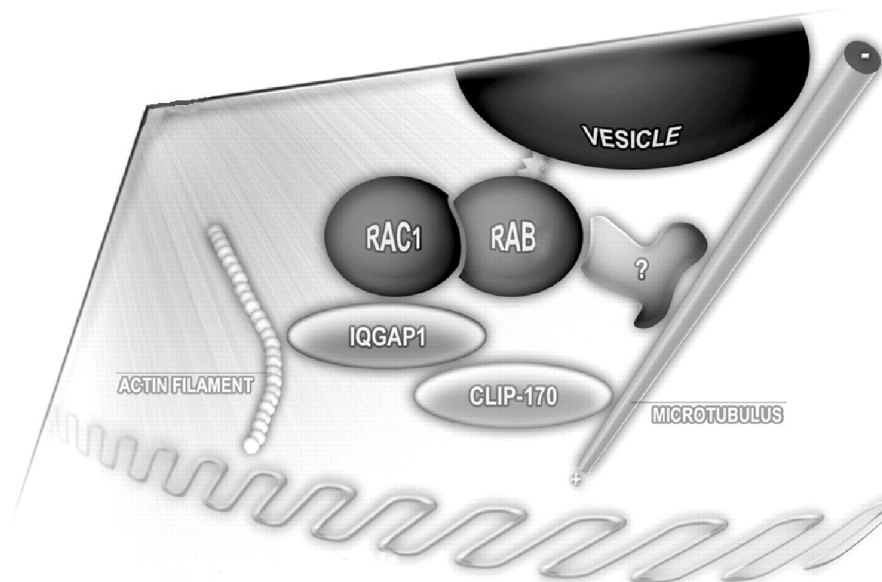 -
VESICLE
RAC1
RAB
?
IQGAP1
ACTIN FILAMENT
CLIP-170
MICROTUBULUS
+